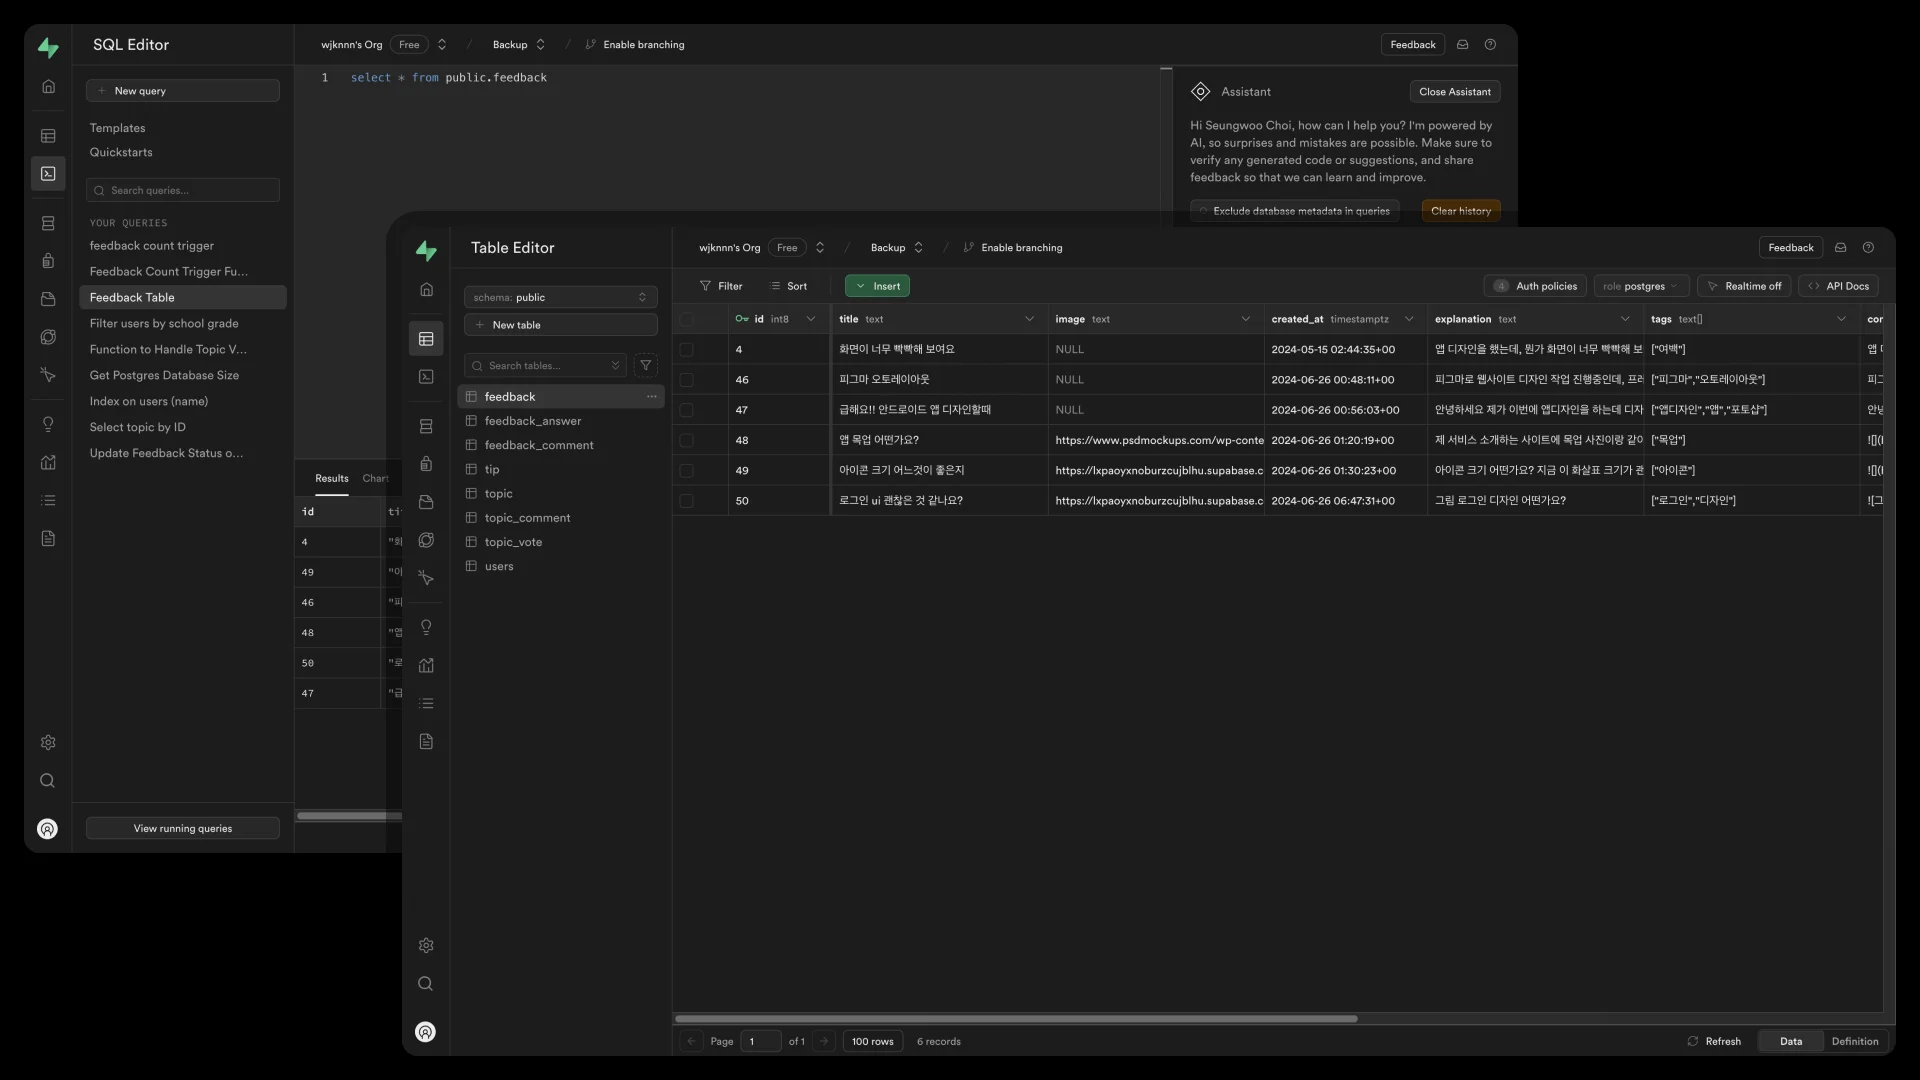 SQL Editor
wjknnn's Org Free / Backup / Enable branching
Feedback
New query
Templates
Quickstarts
Search queries...
YOUR QUERIES
feedback count trigger
Feedback Count Trigger Fu...
Feedback Table
Filter users by school grade
Function to Handle Topic V...
Get Postgres Database Size
Index on users (name)
Select topic by ID
Update Feedback Status o...
View running queries
1 select * from public.feedback
Assistant
Close Assistant
Hi Seungwoo Choi, how can I help you? I'm powered by
AI, so surprises and mistakes are possible. Make sure to
verify any generated code or suggestions, and share
feedback so that we can learn and improve.
Exclude database metadata in queries
Clear history
Results Chart
id
4
49
46
48
50
47
Table Editor
wjknnn's Org Free / Backup / Enable branching
Feedback
schema: public
New table
Search tables...
feedback
feedback_answer
feedback_comment
tip
topic
topic_comment
topic_vote
users
Filter Sort Insert
4 Auth policies role postgres Realtime off API Docs
id int8 title text image text created_at timestamptz explanation text tags text[]
4 화면이 너무 빡빡해 보여요 NULL 2024-05-15 02:44:35+00 앱 디자인을 했는데, 뭔가 화면이 너무 빡빡해 보 ["여백"] 앱
46 피그마 오토레이아웃 NULL 2024-06-26 00:48:11+00 피그마로 웹사이트 디자인 작업 진행중인데, ["피그마","오토레이아웃"]
47 급해요!! 안드로이드 앱 디자인할때 NULL 2024-06-26 00:56:03+00 안녕하세요 제가 이번에 앱디자인을 하는데 디자 ["앱디자인","앱","포토샵"]
48 앱 목업 어떤가요? https://www.psdmockups.com/wp-conte 2024-06-26 01:20:19+00 제 서비스 소개하는 사이트에 목업 사진이랑 같이 ["목업"]
49 아이콘 크기 어느것이 좋은지 https://lxpaoyxnoburzcujblhu.supabase.c 2024-06-26 01:30:23+00 아이콘 크기 어떤가요? 지금 이 화살표 크기가 ["아이콘"]
50 로그인 ui 괜찮은 것 같나요? https://lxpaoyxnoburzcujblhu.supabase.c 2024-06-26 06:47:31+00 그림 로그인 디자인 어떤가요? ["로그인","디자인"]
Page 1 of 1 100 rows 6 records
Refresh Data Definition